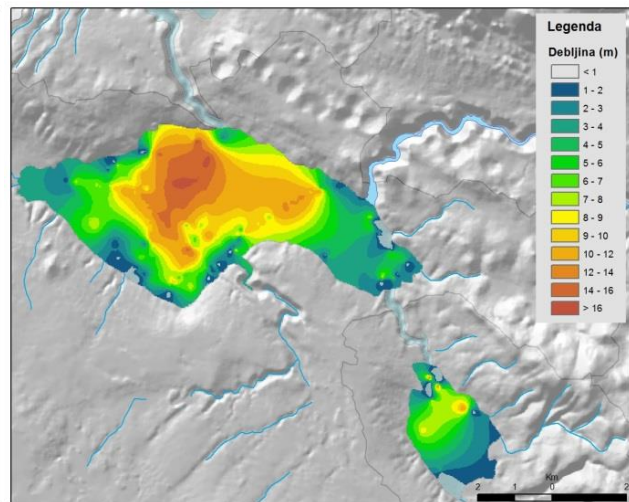 Legenda
Debljina (m)
< 1
1 - 2
2 - 3
3 - 4
4 - 5
5 - 6
6 - 7
7 - 8
8 - 9
9 - 10
10 - 12
12 - 14
14 - 16
> 16
Km
2 1 0 2